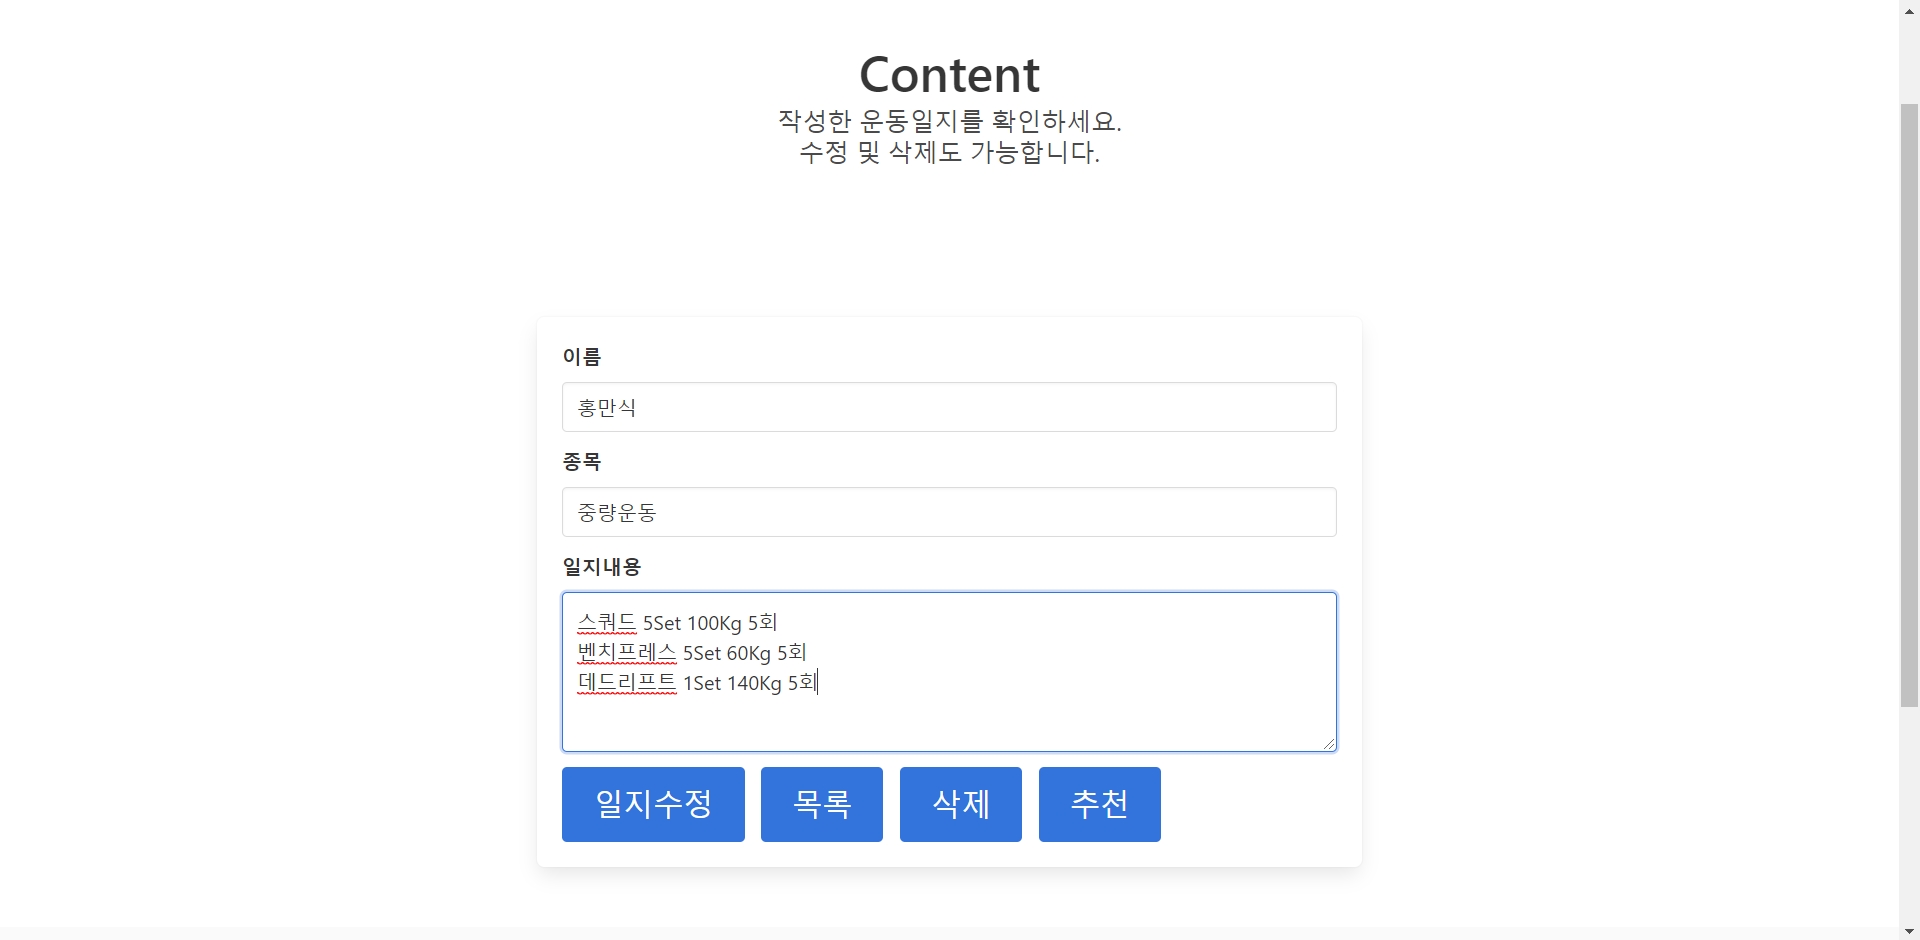 Content
작성한 운동일지를 확인하세요.
수정 및 삭제도 가능합니다.
이름
홍만식
종목
중량운동
일지내용
스쿼드 5Set 100Kg 5회
벤치프레스 5Set 60Kg 5회
데드리프트 1Set 140Kg 5회
일지수정 목록 삭제 추천